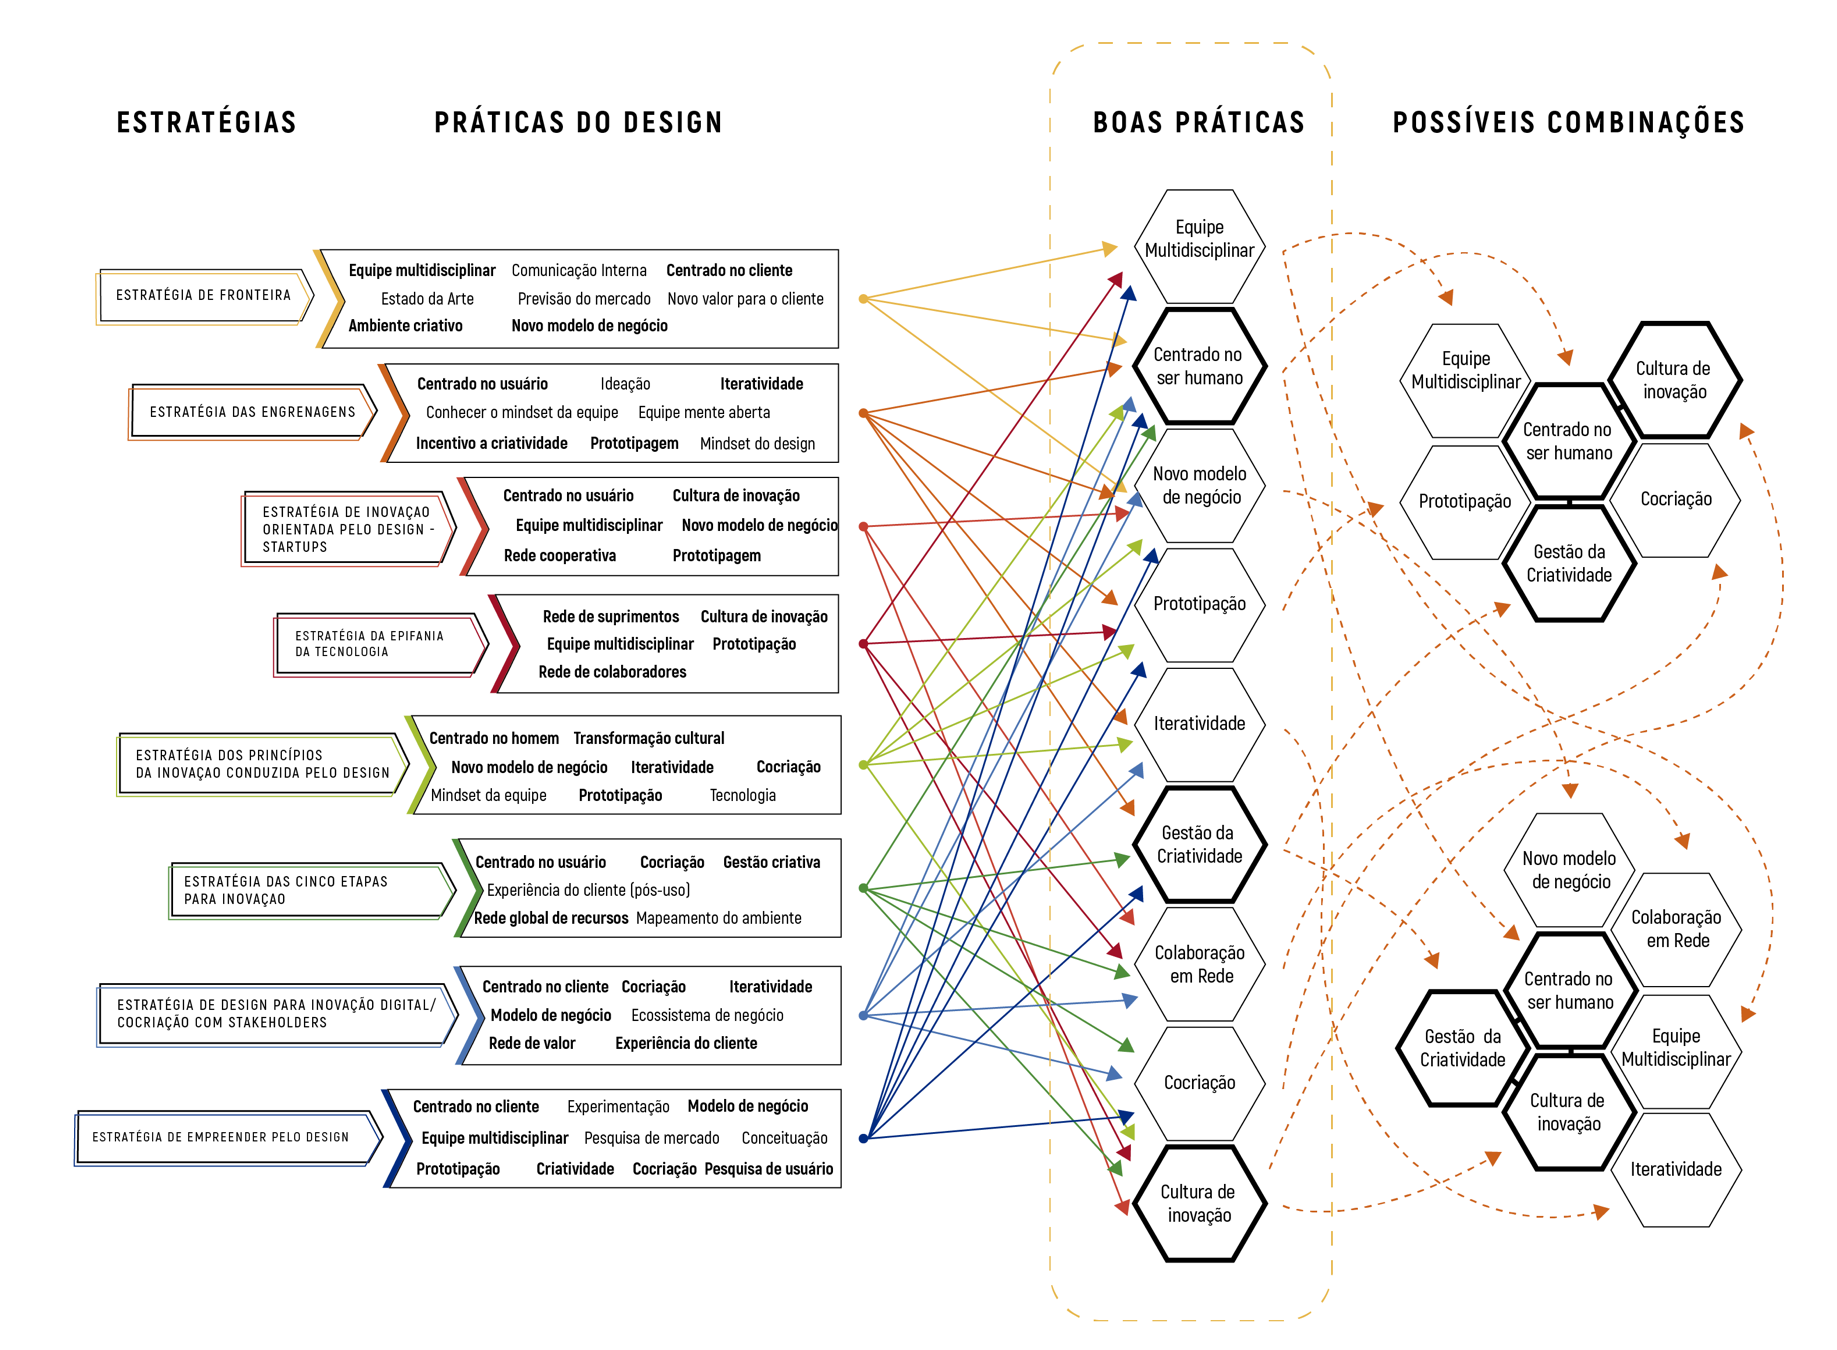 ESTRATÉGIAS
PRÁTICAS DO DESIGN
BOAS PRÁTICAS
POSSÍVEIS COMBINAÇÕES
ESTRATÉGIA DE FRONTEIRA
Equipe multidisciplinar Comunicação Interna Centrado no cliente
Estado da Arte Previsão do mercado Novo valor para o cliente
Ambiente criativo Novo modelo de negócio
ESTRATÉGIA DAS ENGRENAGENS
Centrado no usuário Ideação Iteratividade
Conhecer o mindset da equipe Equipe mente aberta
Incentivo a criatividade Prototipagem Mindset do design
ESTRATÉGIA DE INOVAÇAO
ORIENTADA PELO DESIGN -
STARTUPS
Centrado no usuário Cultura de inovação
Equipe multidisciplinar Novo modelo de negócio
Rede cooperativa Prototipagem
ESTRATÉGIA DA EPIFANIA
DA TECNOLOGIA
Rede de suprimentos Cultura de inovação
Equipe multidisciplinar Prototipação
Rede de colaboradores
ESTRATÉGIA DOS PRINCÍPIOS
DA INOVAÇAO CONDUZIDA PELO DESIGN
Centrado no homem Transformação cultural
Novo modelo de negócio Iteratividade Cocriação
Mindset da equipe Prototipação Tecnologia
ESTRATÉGIA DAS CINCO ETAPAS
PARA INOVAÇAO
Centrado no usuário Cocriação Gestão criativa
Experiência do cliente (pós-uso)
Rede global de recursos Mapeamento do ambiente
ESTRATÉGIA DE DESIGN PARA INOVAÇÃO DIGITAL/
COCRIAÇÃO COM STAKEHOLDERS
Centrado no cliente Cocriação Iteratividade
Modelo de negócio Ecossistema de negócio
Rede de valor Experiência do cliente
ESTRATÉGIA DE EMPREENDER PELO DESIGN
Centrado no cliente Experimentação Modelo de negócio
Equipe multidisciplinar Pesquisa de mercado Conceituação
Prototipação Criatividade Cocriação Pesquisa de usuário
Equipe
Multidisciplinar
Centrado no
ser humano
Novo modelo
de negócio
Prototipação
Iteratividade
Gestão da
Criatividade
Colaboração
em Rede
Cocriação
Cultura de
inovação
Equipe
Multidisciplinar
Cultura de
inovação
Centrado no
ser humano
Prototipação
Cocriação
Gestão da
Criatividade
Novo modelo
de negócio
Colaboração
em Rede
Centrado no
ser humano
Gestão da
Criatividade
Equipe
Multidisciplinar
Cultura de
inovação
Iteratividade